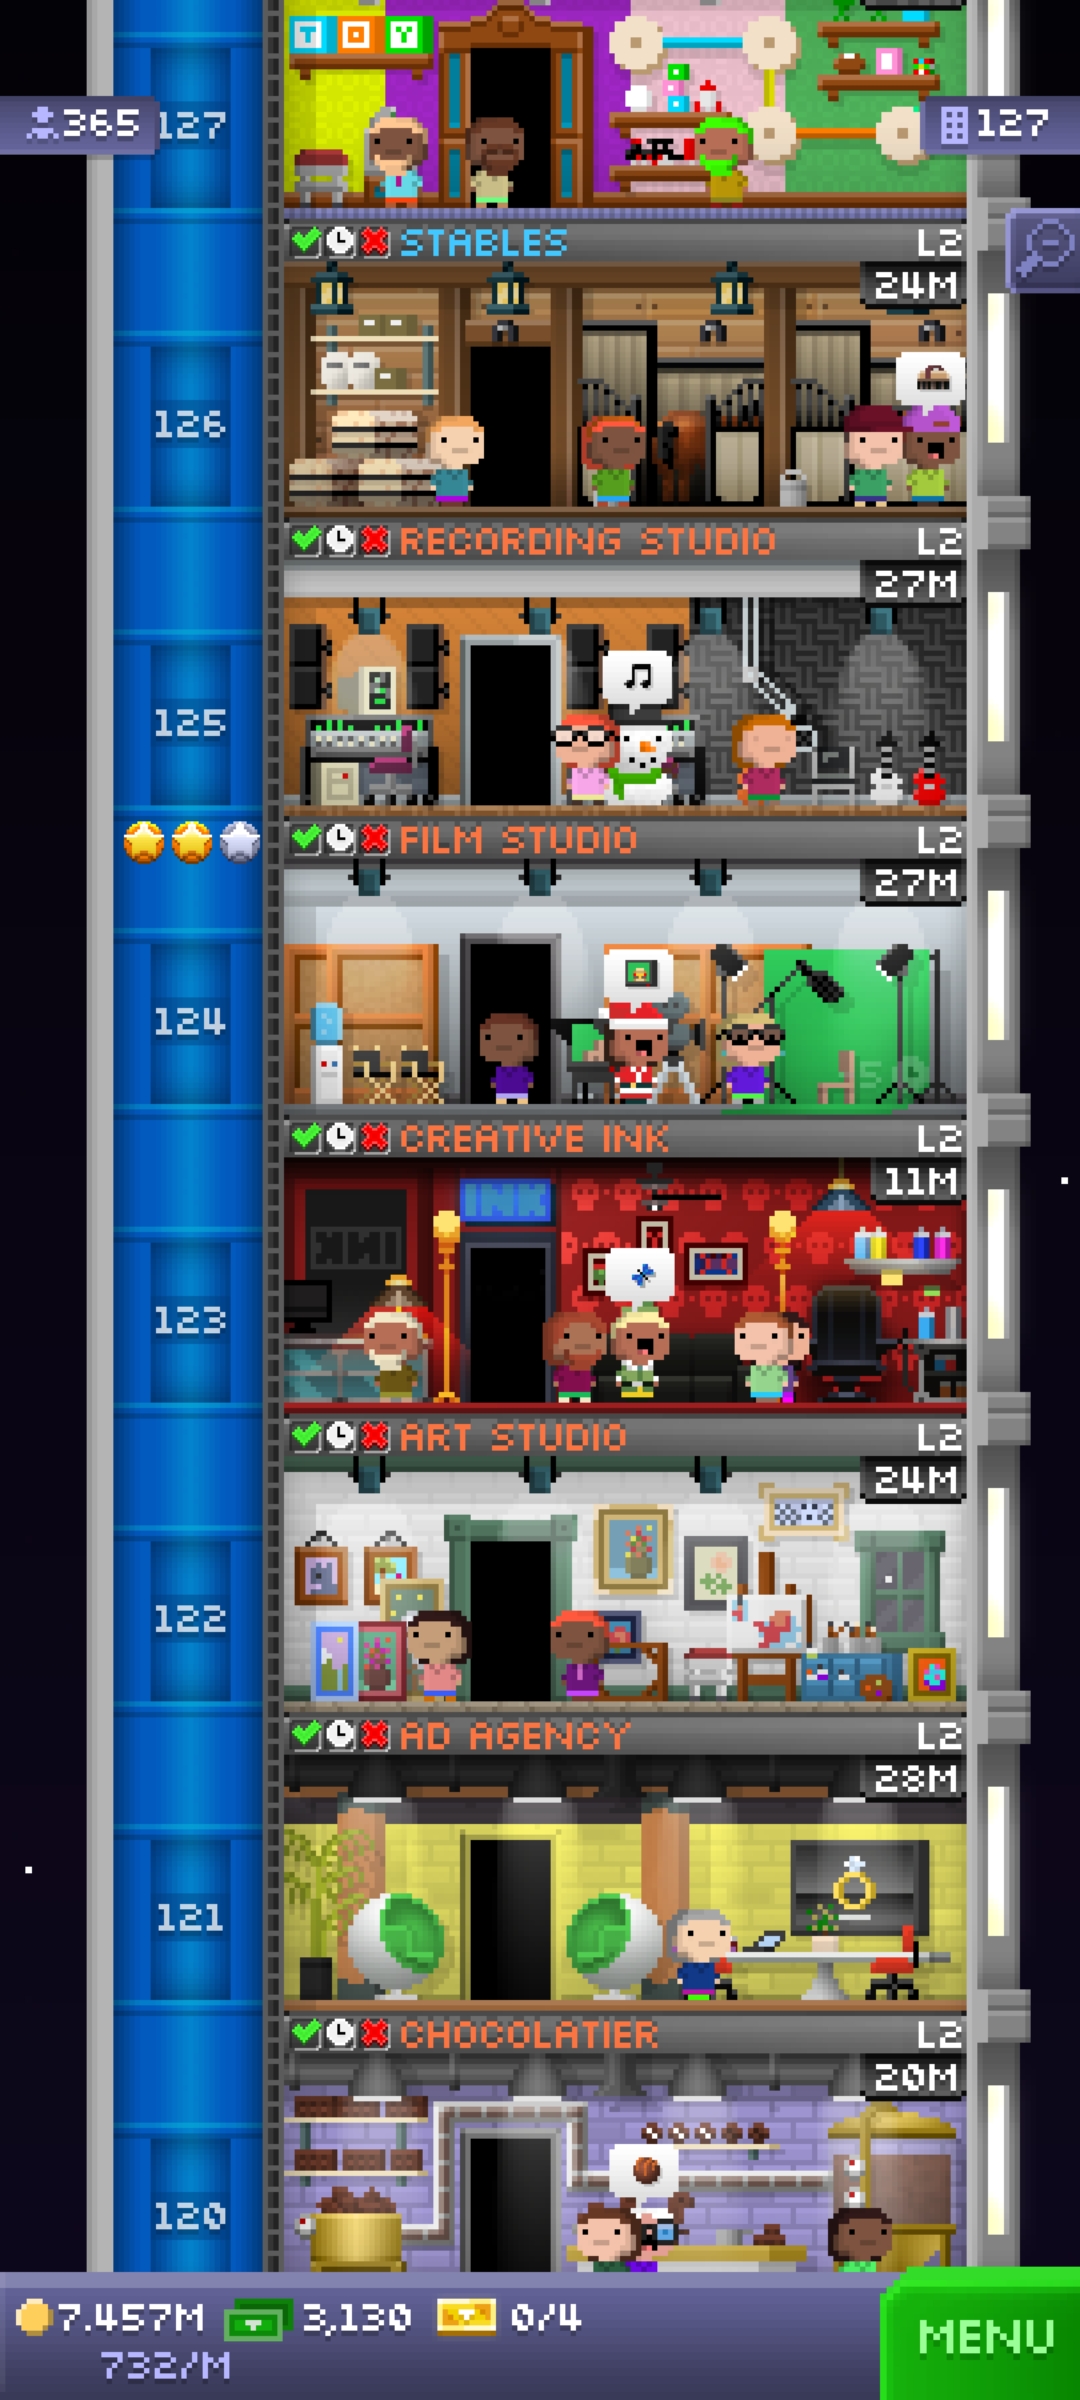 TOY
365
127
127
STABLES L2
24M
126
RECORDING STUDIO L2
27M
125
FILM STUDIO L2
27M
124
CREATIVE INK L2
11M
INK
123
ART STUDIO L2
24M
122
AD AGENCY L2
28M
121
CHOCOLATIER L2
20M
120
7.457M 3,130 0/4
732/M
MENU